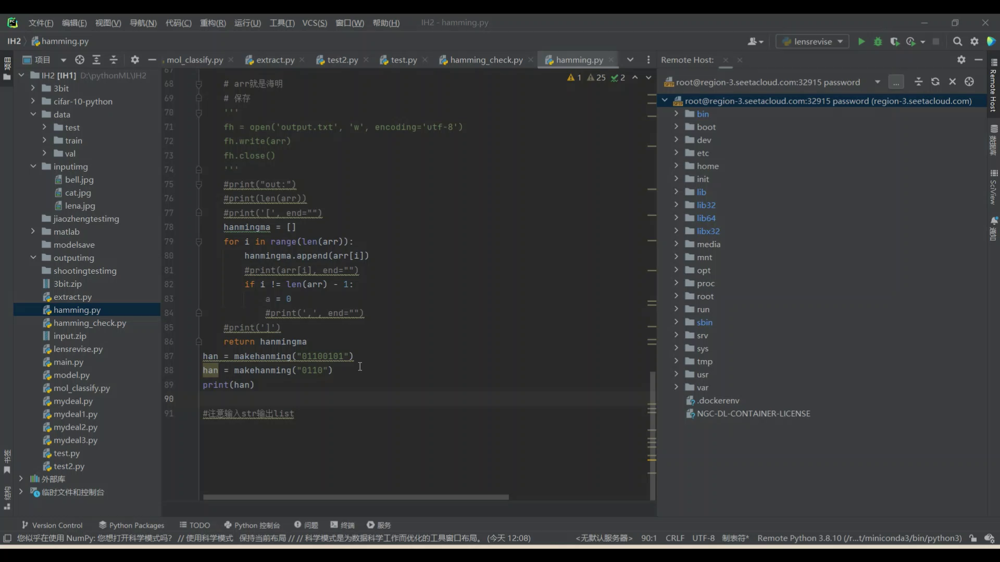 文件(F) 编辑(E) 视图(V) 导航(N) 代码(C) 重构(R) 运行(U) 工具(T) VCS(S) 窗口(W) 帮助(H) IH2 - hamming.py
IH2 hamming.py lensrevise
项目
mol_classify.py extract.py test2.py test.py hamming_check.py hamming.py
Remote Host:
root@region-3.seetacloud.com:32915 password ...
IH2 [IH1] D:\pythonML\IH2
3bit
cifar-10-python
data
test
train
val
inputimg
bell.jpg
cat.jpg
lena.jpg
jiaozhengtestimg
matlab
modelsave
outputimg
shootingtestimg
3bit.zip
extract.py
hamming.py
hamming_check.py
input.zip
lensrevise.py
main.py
model.py
mol_classify.py
mydeal.py
mydeal1.py
mydeal2.py
mydeal3.py
test.py
test2.py
外部库
临时文件和控制台
1 25 2
67
68 # arr就是海明
69 # 保存
70 '''
71 fh = open('output.txt', 'w', encoding='utf-8')
72 fh.write(arr)
73 fh.close()
74 '''
75 #print("out:")
76 #print(len(arr))
77 #print('[', end="")
78 hanmingma = []
79 for i in range(len(arr)):
80 hanmingma.append(arr[i])
81 #print(arr[i], end="")
82 if i != len(arr) - 1:
83 a = 0
84 #print(',', end="")
85 #print(']')
86 return hanmingma
87 han = makehanming("01100101")
88 han = makehanming("0110")
89 print(han)
90
91 #注意输入str输出list
root@region-3.seetacloud.com:32915 password (region-3.seetacloud.com)
bin
boot
dev
etc
home
init
lib
lib32
lib64
libx32
media
mnt
opt
proc
root
run
sbin
srv
sys
tmp
usr
var
.dockerenv
NGC-DL-CONTAINER-LICENSE
项目
书签
结构
Remote Host
数据库
SciView
通知
Version Control Python Packages TODO Python 控制台 问题 终端 服务
您似乎在使用 NumPy: 您想打开科学模式吗? // 使用科学模式 保持当前布局 // // 科学模式是为数据科学工作而优化的工具窗口布局。 (今天 12:08) <无默认服务器> 90:1 CRLF UTF-8 制表符* Remote Python 3.8.10 (/r...t/miniconda3/bin/python3)